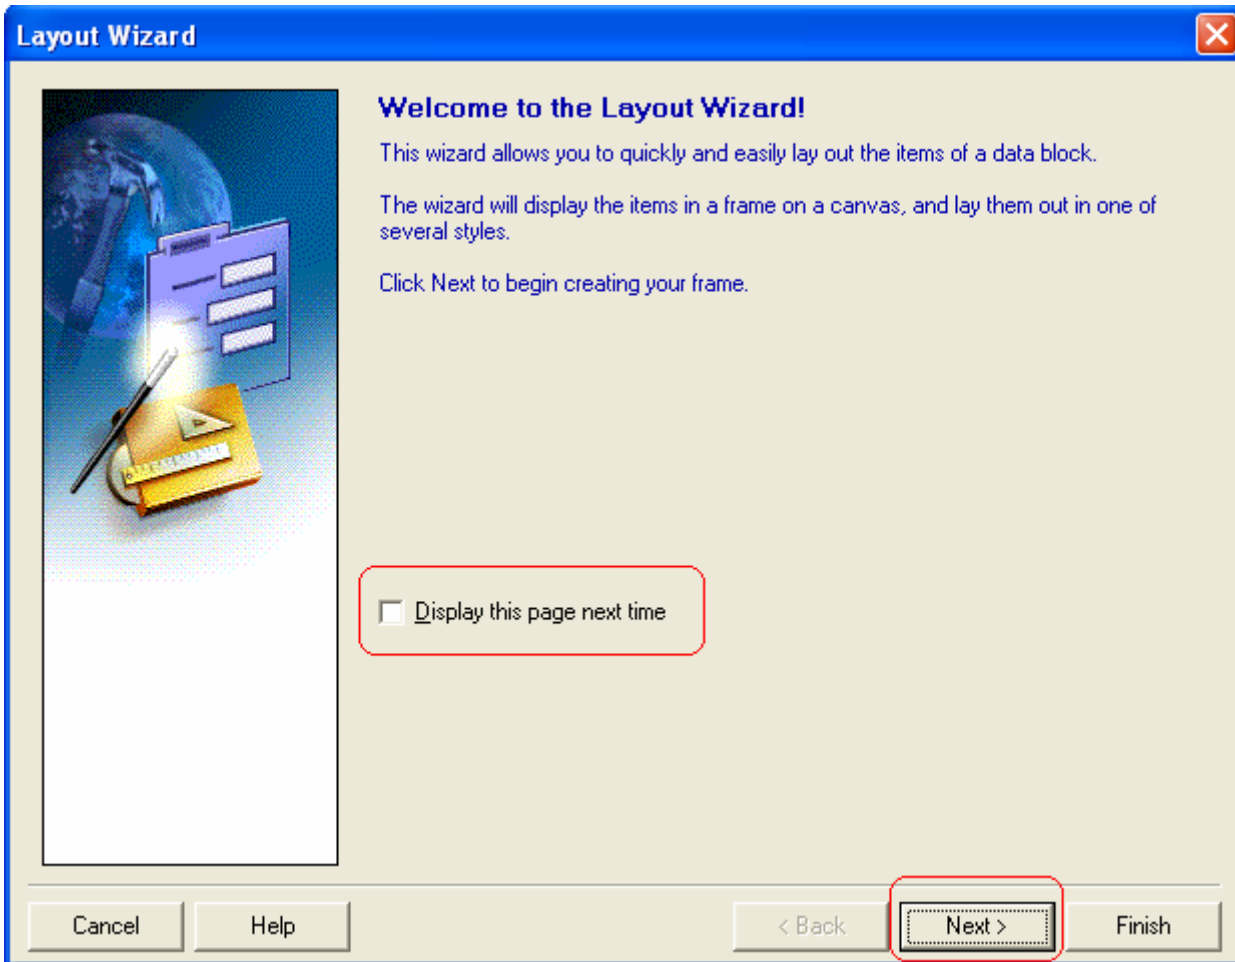 Layout Wizard
Welcome to the Layout Wizard!
This wizard allows you to quickly and easily lay out the items of a data block.
The wizard will display the items in a frame on a canvas, and lay them out in one of
several styles.
Click Next to begin creating your frame.
Display this page next time
Cancel
Help
< Back
Next >
Finish